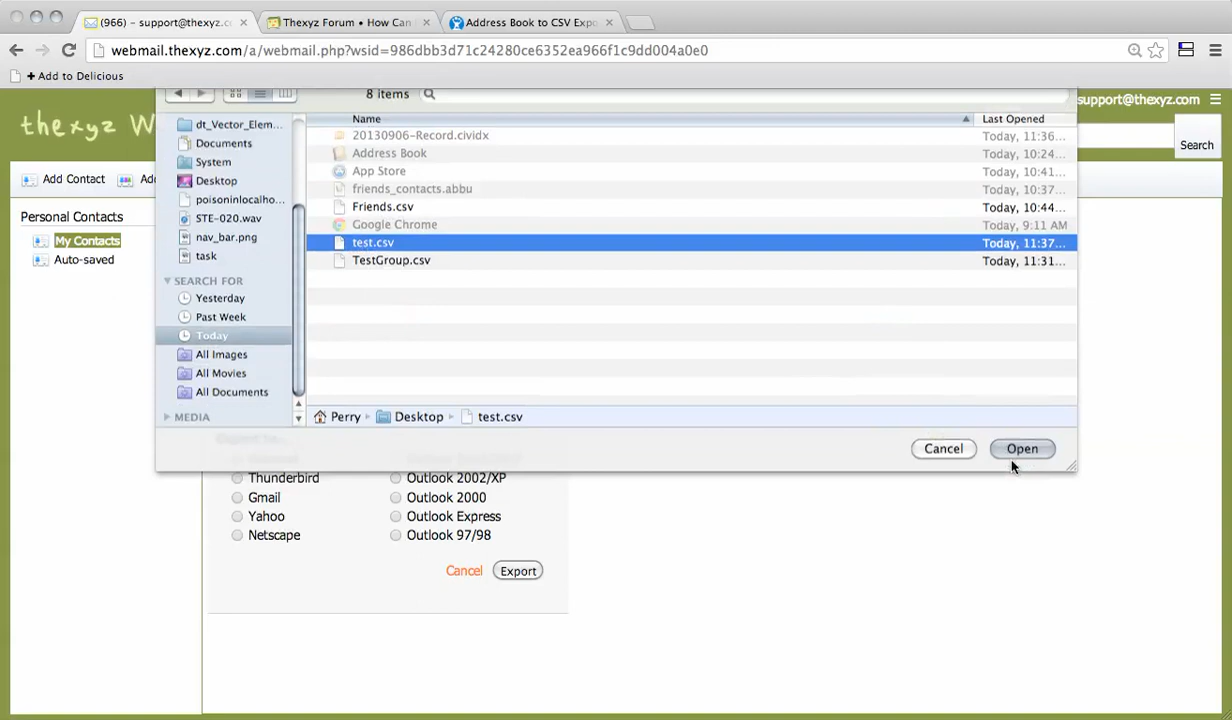 (966) – support@thexyz.c
Thexyz Forum • How Can
Address Book to CSV Expo
webmail.thexyz.com/a/webmail.php?wsid=986dbb3d71c24280ce6352ea966f1c9dd004a0e0
+ Add to Delicious
8 items
support@thexyz.com
thexyz W
Search
Add Contact
Add
Personal Contacts
My Contacts
Auto-saved
dt_Vector_Elem...
Documents
System
Desktop
poisoninlocalho...
STE-020.wav
nav_bar.png
task
SEARCH FOR
Yesterday
Past Week
Today
All Images
All Movies
All Documents
MEDIA
Name Last Opened
20130906-Record.cividx Today, 11:36...
Address Book Today, 10:24...
App Store Today, 10:41...
friends_contacts.abbu Today, 10:37...
Friends.csv Today, 10:44...
Google Chrome Today, 9:11 AM
test.csv Today, 11:37...
TestGroup.csv Today, 11:31...
Perry Desktop test.csv
Cancel Open
Thunderbird Outlook 2002/XP
Gmail Outlook 2000
Yahoo Outlook Express
Netscape Outlook 97/98
Cancel Export